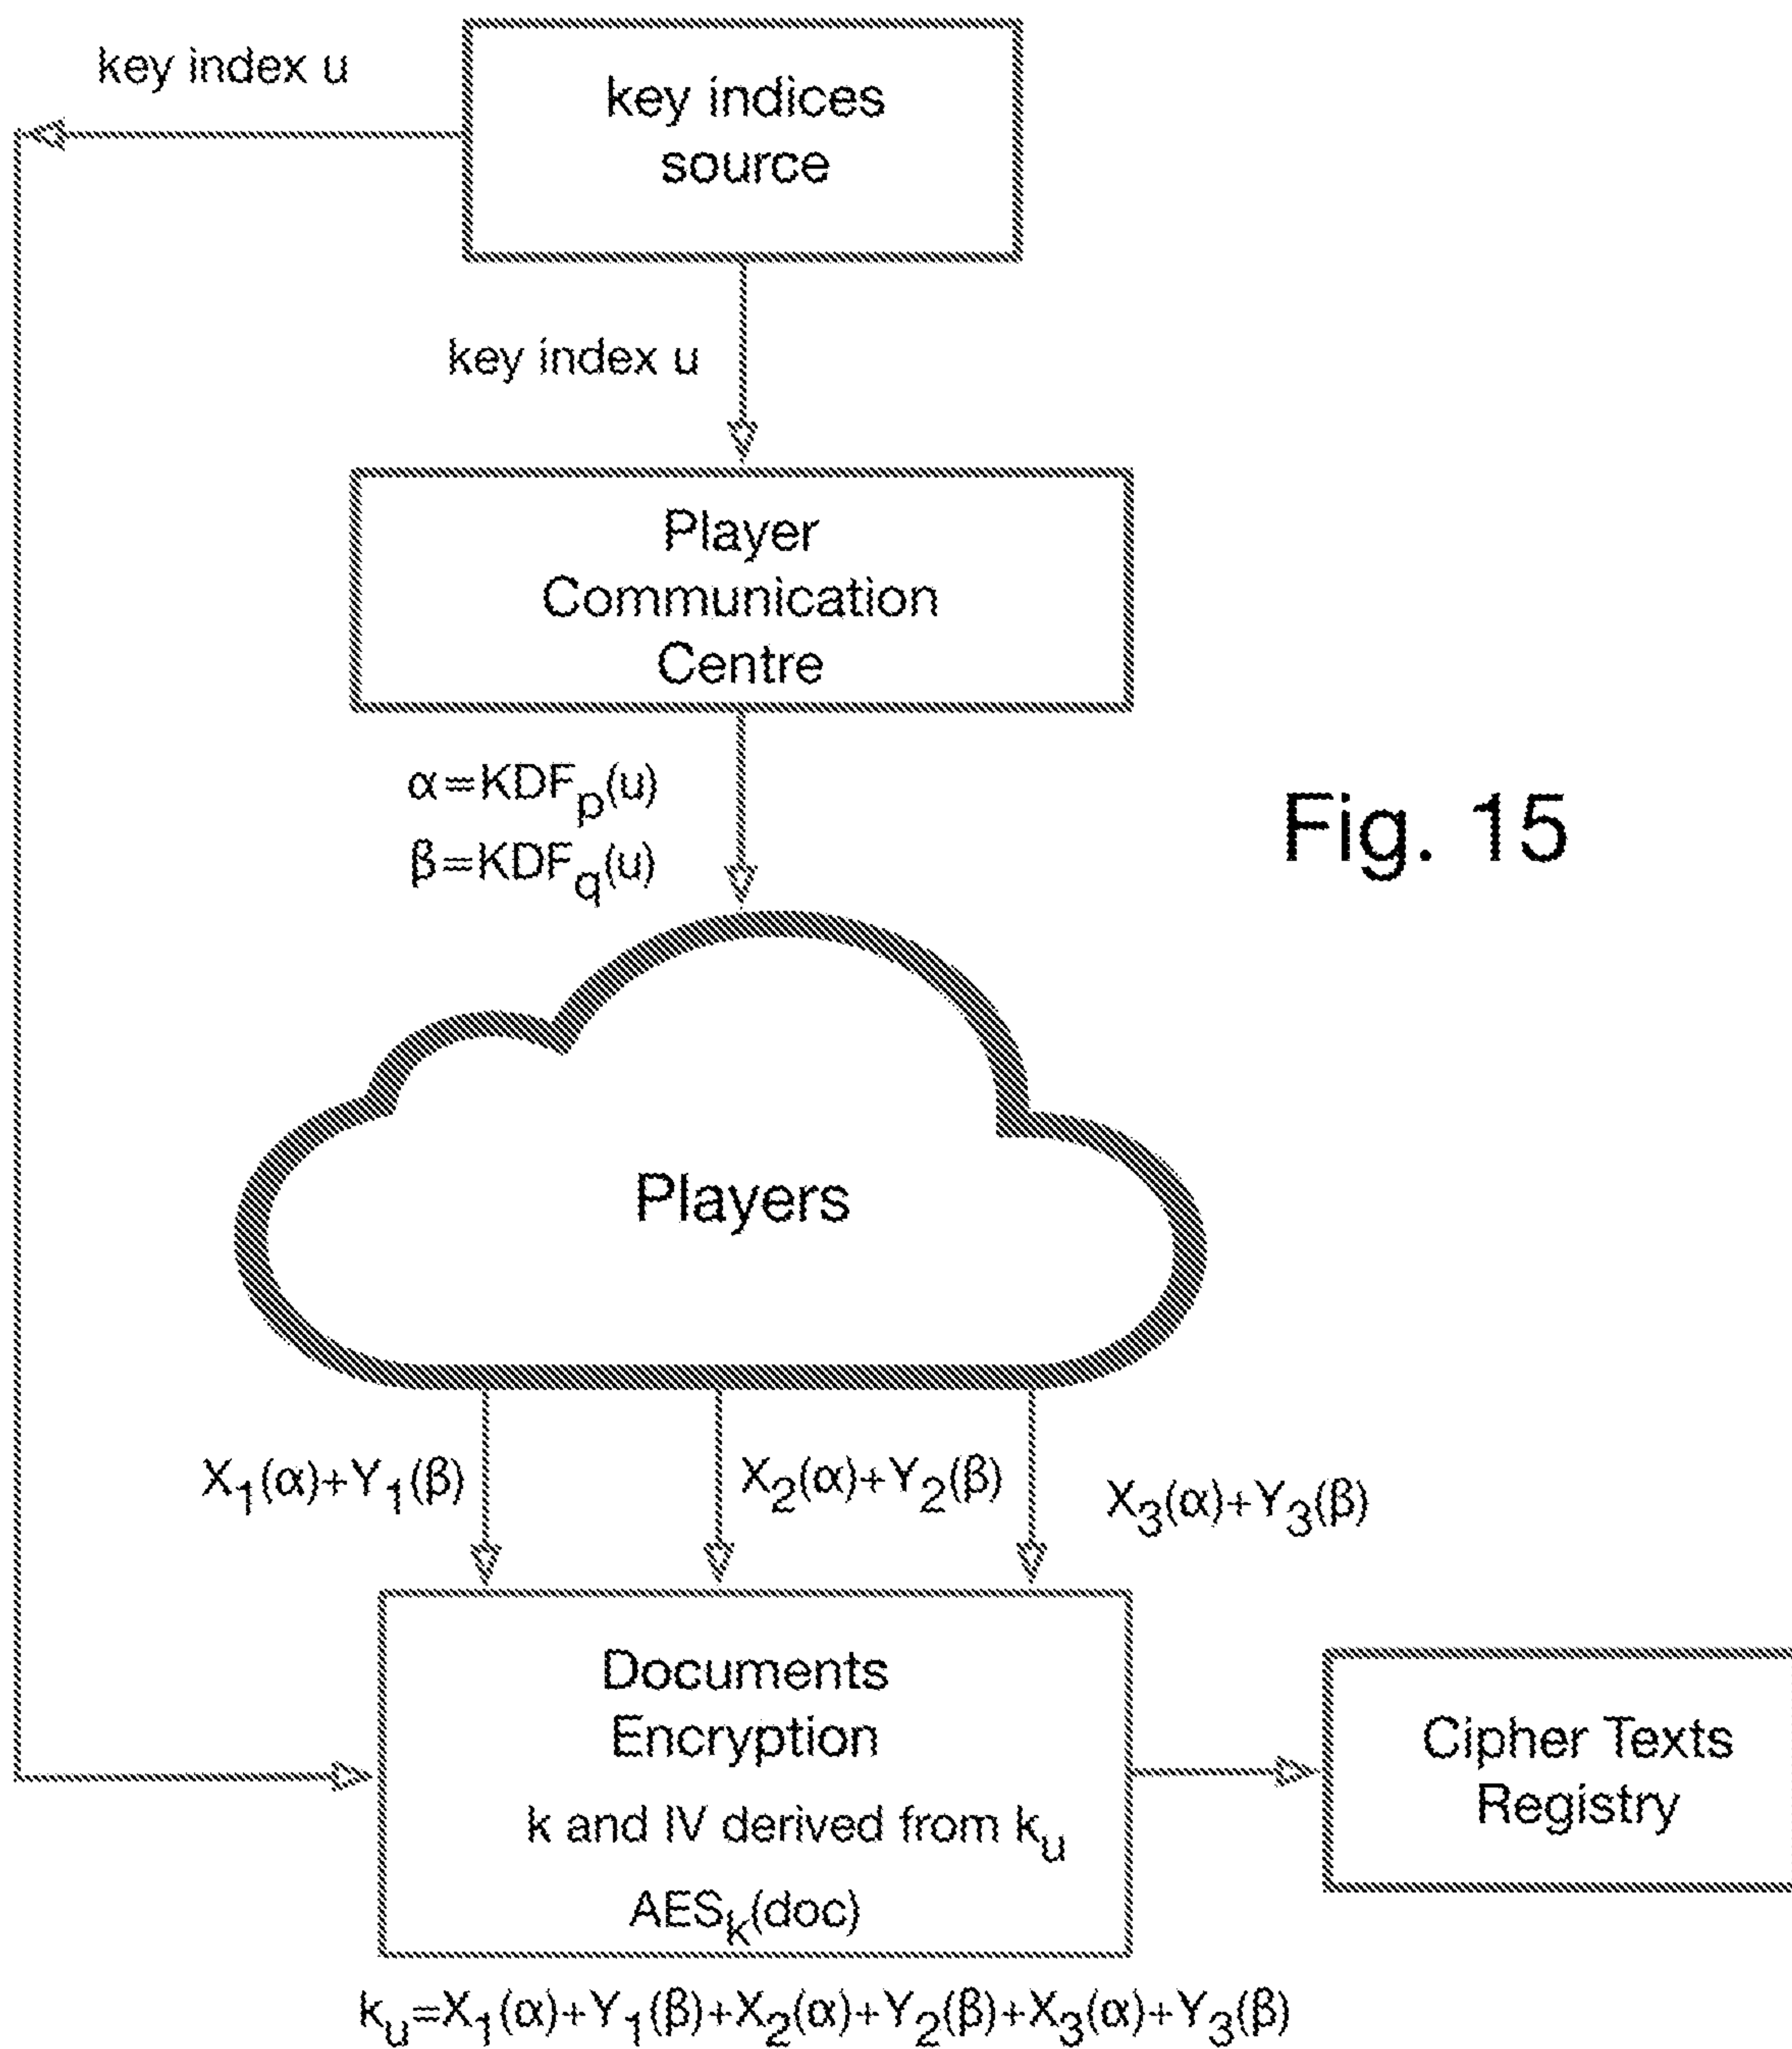 key index u
key indices
source
key index u
Player
Communication
Centre
α=KDFₚ(u)
β=KDF_q(u)
Fig. 15
Players
X₁(α)+Y₁(β)
X₂(α)+Y₂(β)
X₃(α)+Y₃(β)
Documents
Encryption
k and IV derived from kᵤ
AESₖ(doc)
Cipher Texts
Registry
kᵤ=X₁(α)+Y₁(β)+X₂(α)+Y₂(β)+X₃(α)+Y₃(β)